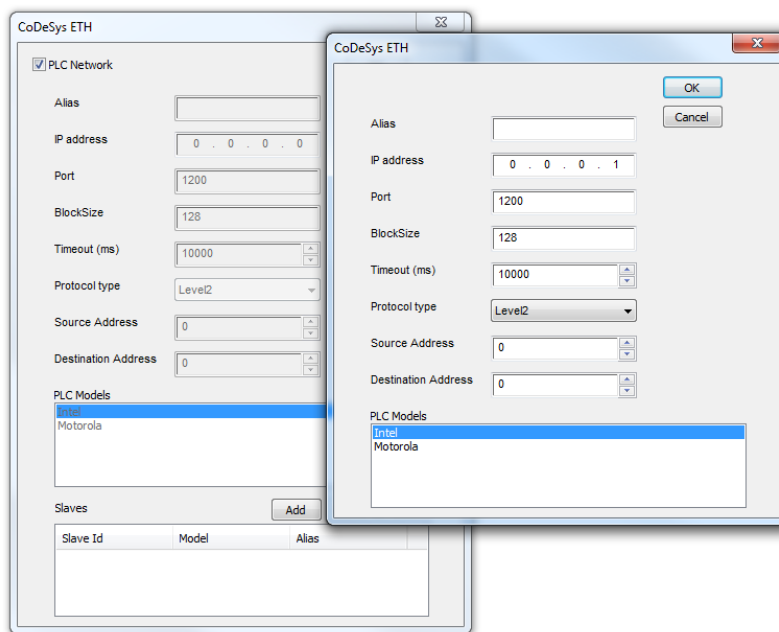 CoDeSys ETH
PLC Network
Alias
IP address 0 . 0 . 0 . 0
Port 1200
BlockSize 128
Timeout (ms) 10000
Protocol type Level2
Source Address 0
Destination Address 0
PLC Models
Intel
Motorola
Slaves Add
Slave Id Model Alias
CoDeSys ETH
OK
Cancel
Alias
IP address 0 . 0 . 0 . 1
Port 1200
BlockSize 128
Timeout (ms) 10000
Protocol type Level2
Source Address 0
Destination Address 0
PLC Models
Intel
Motorola